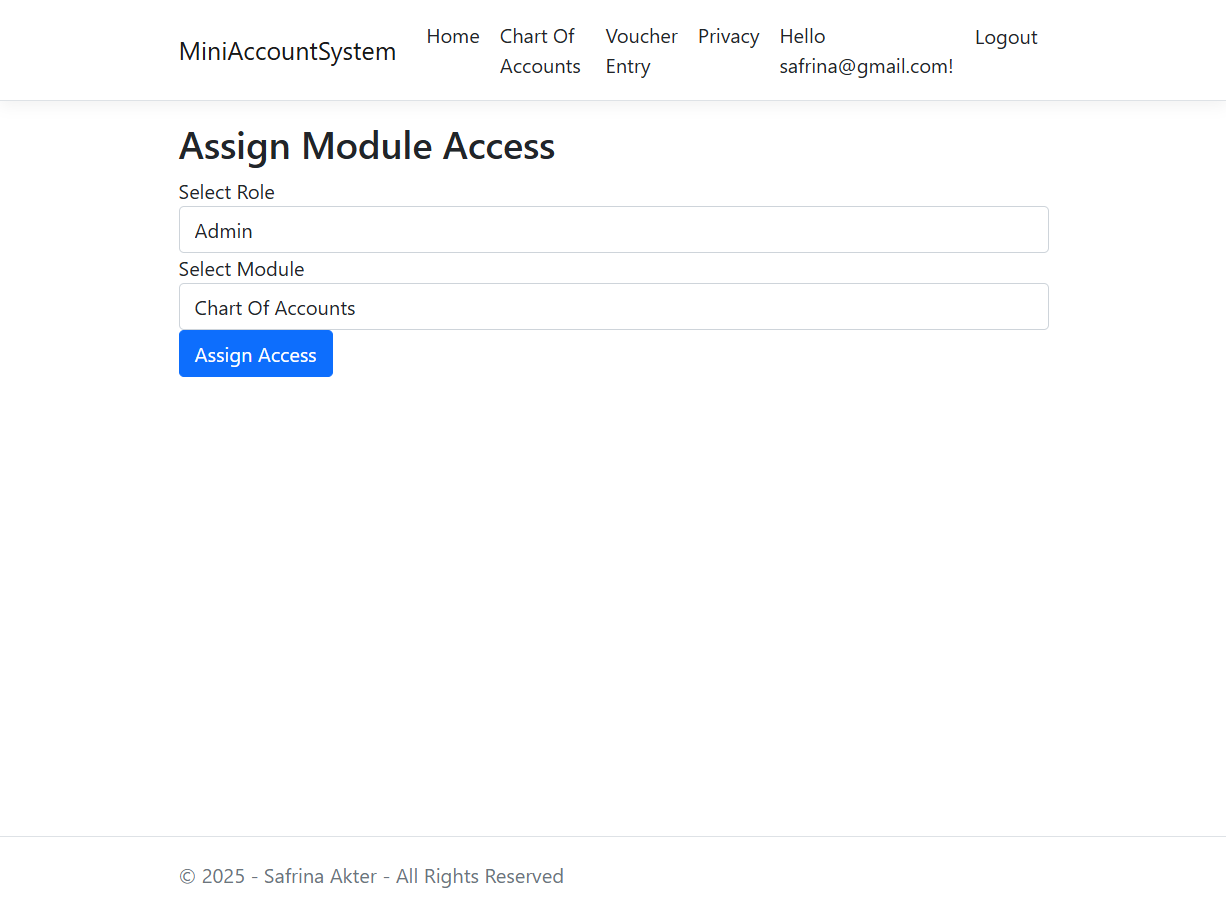 MiniAccountSystem
Home
Chart Of
Accounts
Voucher
Entry
Privacy
Hello
safrina@gmail.com!
Logout
Assign Module Access
Select Role
Admin
Select Module
Chart Of Accounts
Assign Access
© 2025 - Safrina Akter - All Rights Reserved